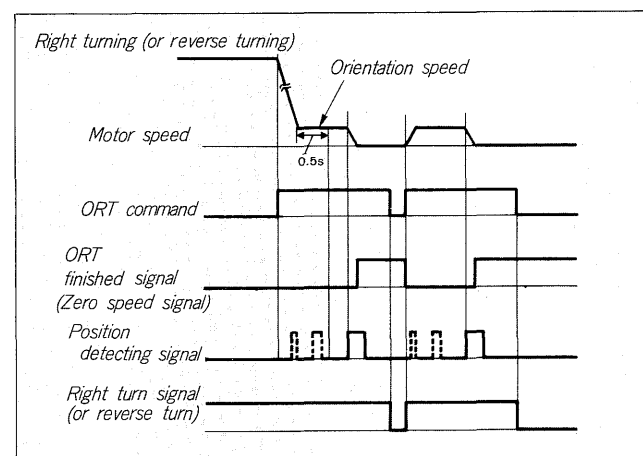 Right turning (or reverse turning)
Orientation speed
Motor speed
0.5s
ORT command
ORT
finished signal
(Zero speed signal)
Position
detecting signal
Right turn signal
(or reverse turn)